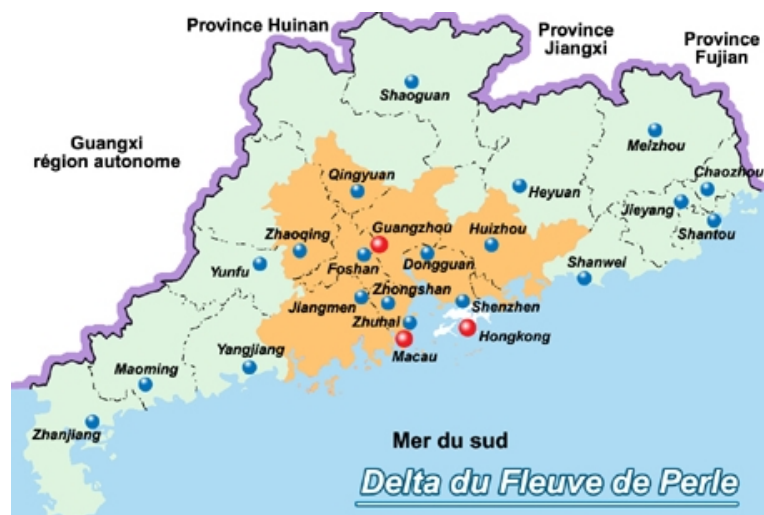 Province Huinan
Province
Jiangxi
Province
Fujian
Shaoguan
Guangxi
région autonome
Meizhou
Chaozhou
Qingyuan
Heyuan
Jieyang
Shantou
Guangzhou
Huizhou
Zhaoqing
Foshan
Dongguan
Yunfu
Shanwei
Zhongshan
Jiangmen
Shenzhen
Zhuhai
Hongkong
Macau
Yangjiang
Maoming
Zhanjiang
Mer du sud
Delta du Fleuve de Perle